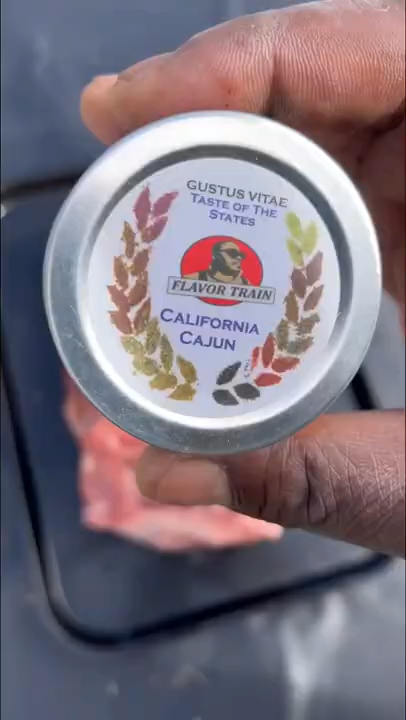 GUSTUS VITAE
TASTE OF THE
STATES
FLAVOR TRAIN
CALIFORNIA
CAJUN